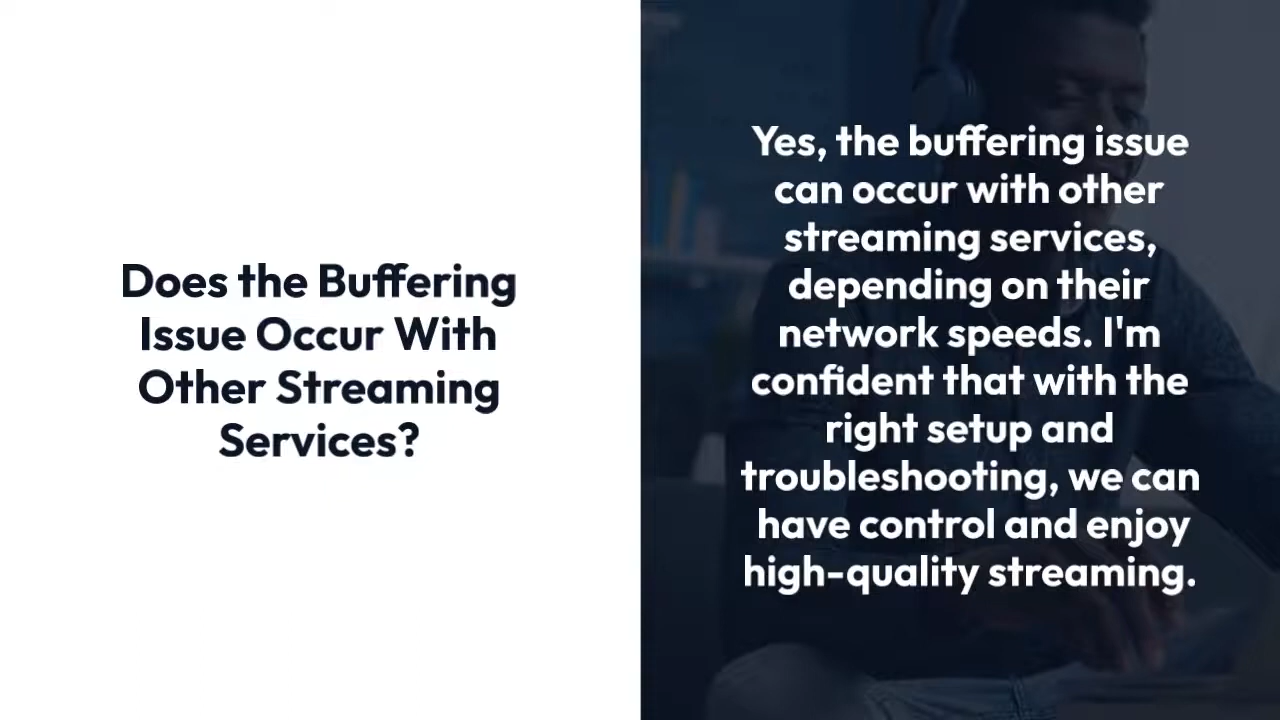 Does the Buffering
Issue Occur With
Other Streaming
Services?
Yes, the buffering issue
can occur with other
streaming services,
depending on their
network speeds. I'm
confident that with the
right setup and
troubleshooting, we can
have control and enjoy
high-quality streaming.